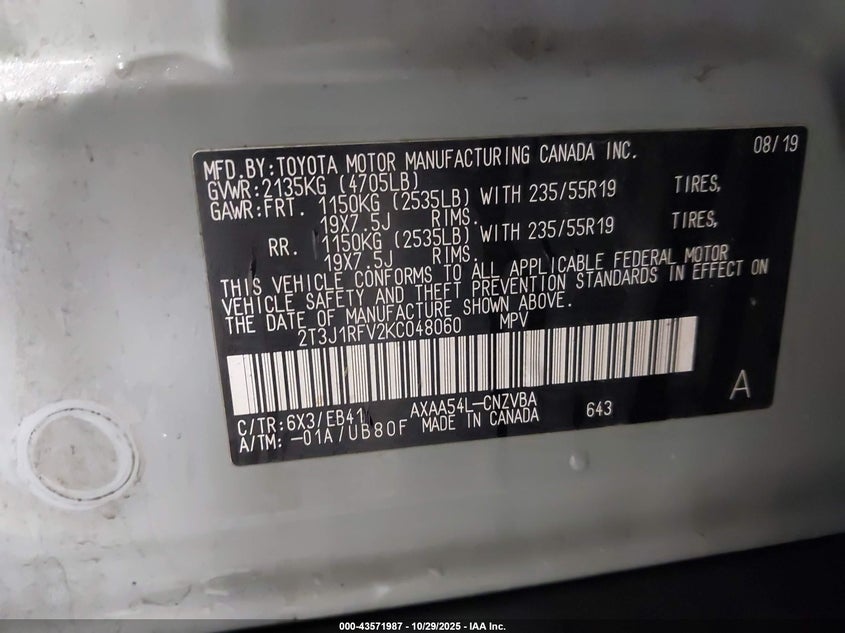 MFD.BY:TOYOTA MOTOR MANUFACTURING CANADA INC. 08/19
GVWR:2135KG (4705LB)
GAWR:FRT. 1150KG (2535LB) WITH 235/55R19 TIRES,
19X7.5J RIMS.
RR. 1150KG (2535LB) WITH 235/55R19 TIRES,
19X7.5J RIMS.
THIS VEHICLE CONFORMS TO ALL APPLICABLE FEDERAL MOTOR
VEHICLE SAFETY AND THEFT PREVENTION STANDARDS IN EFFECT ON
THE DATE OF MANUFACTURE SHOWN ABOVE.
2T3J1RFV2KC048060 MPV
C/TR:6X3/EB41 AXAA54L-CNZVBA 643 A
A/TM:-01A/UB80F MADE IN CANADA
000-43571987 - 10/29/2025 - IAA Inc.